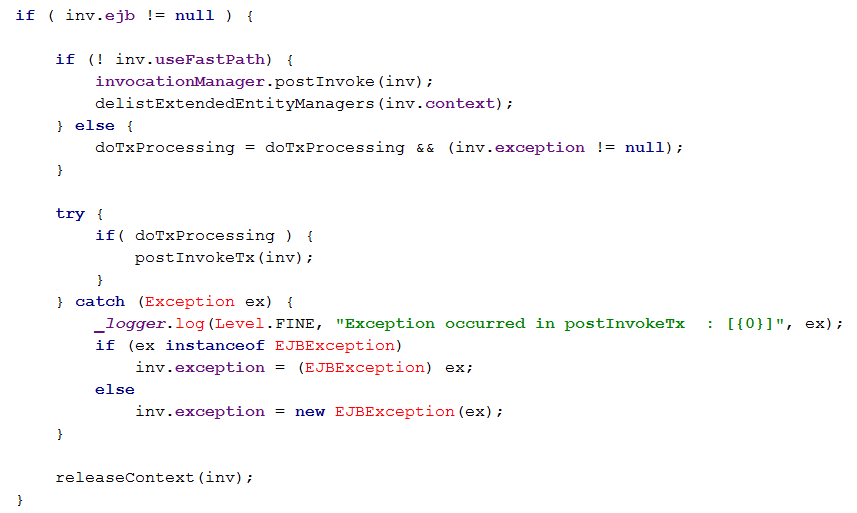 if ( inv.ejb != null ) {
if (! inv.useFastPath) {
invocationManager.postInvoke(inv);
delistExtendedEntityManagers(inv.context);
} else {
doTxProcessing = doTxProcessing && (inv.exception != null);
}
try {
if( doTxProcessing ) {
postInvokeTx(inv);
}
} catch (Exception ex) {
_logger.log(Level.FINE, "Exception occurred in postInvokeTx  : [{0}]", ex);
if (ex instanceof EJBException)
inv.exception = (EJBException) ex;
else
inv.exception = new EJBException(ex);
}
releaseContext(inv);
}